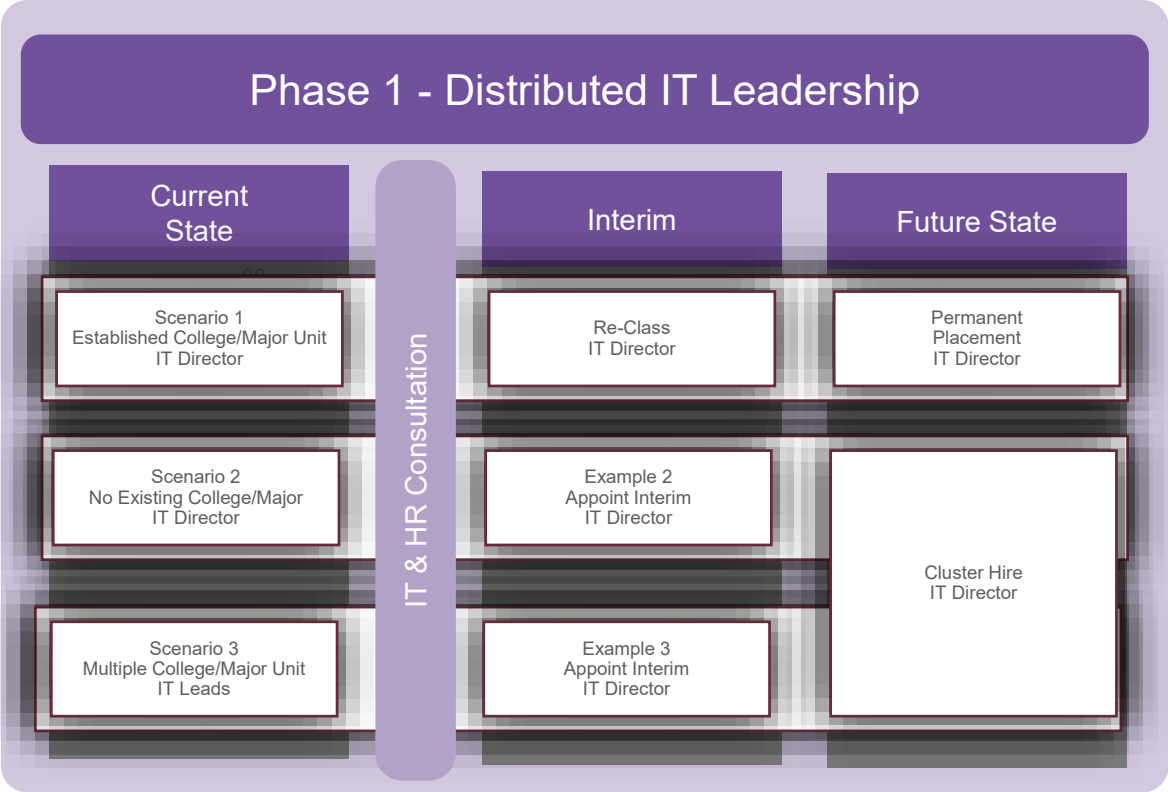 Phase 1 - Distributed IT Leadership
Current
State
Interim
Future State
IT & HR Consultation
Scenario 1
Established College/Major Unit
IT Director
Re-Class
IT Director
Permanent
Placement
IT Director
Scenario 2
No Existing College/Major
IT Director
Example 2
Appoint Interim
IT Director
Cluster Hire
IT Director
Scenario 3
Multiple College/Major Unit
IT Leads
Example 3
Appoint Interim
IT Director